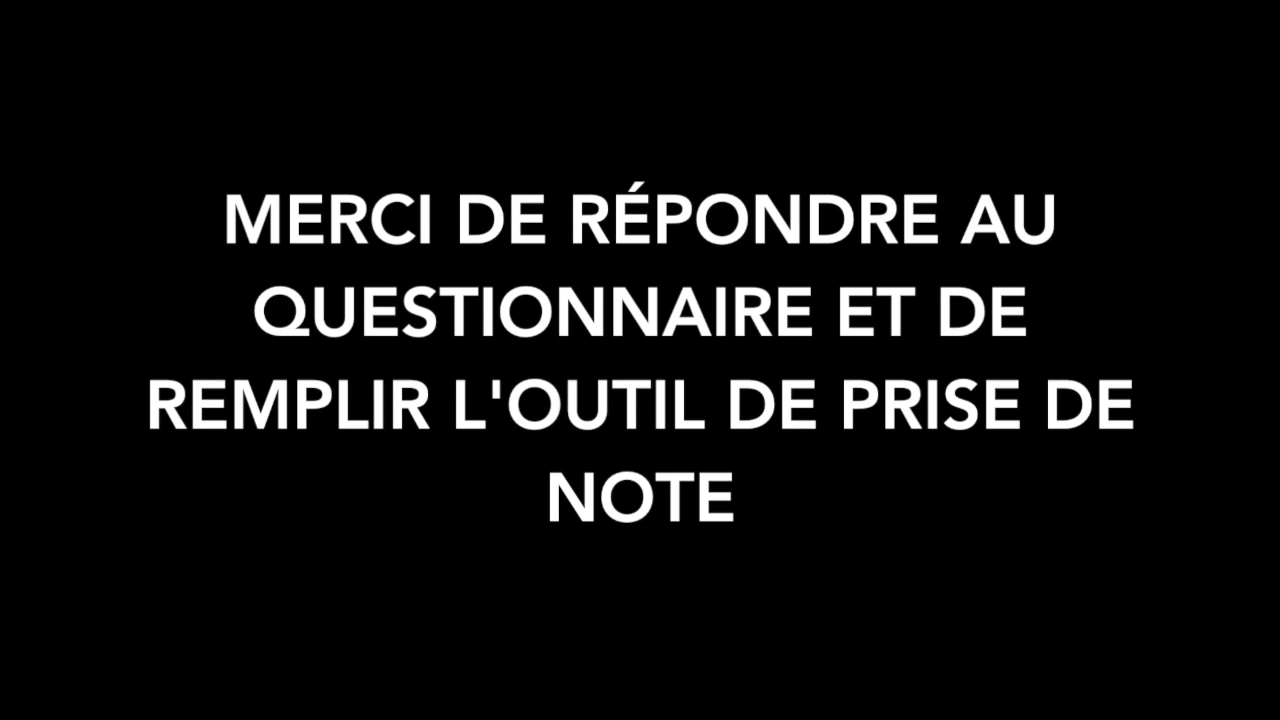 MERCI DE RÉPONDRE AU
QUESTIONNAIRE ET DE
REMPLIR L'OUTIL DE PRISE DE
NOTE